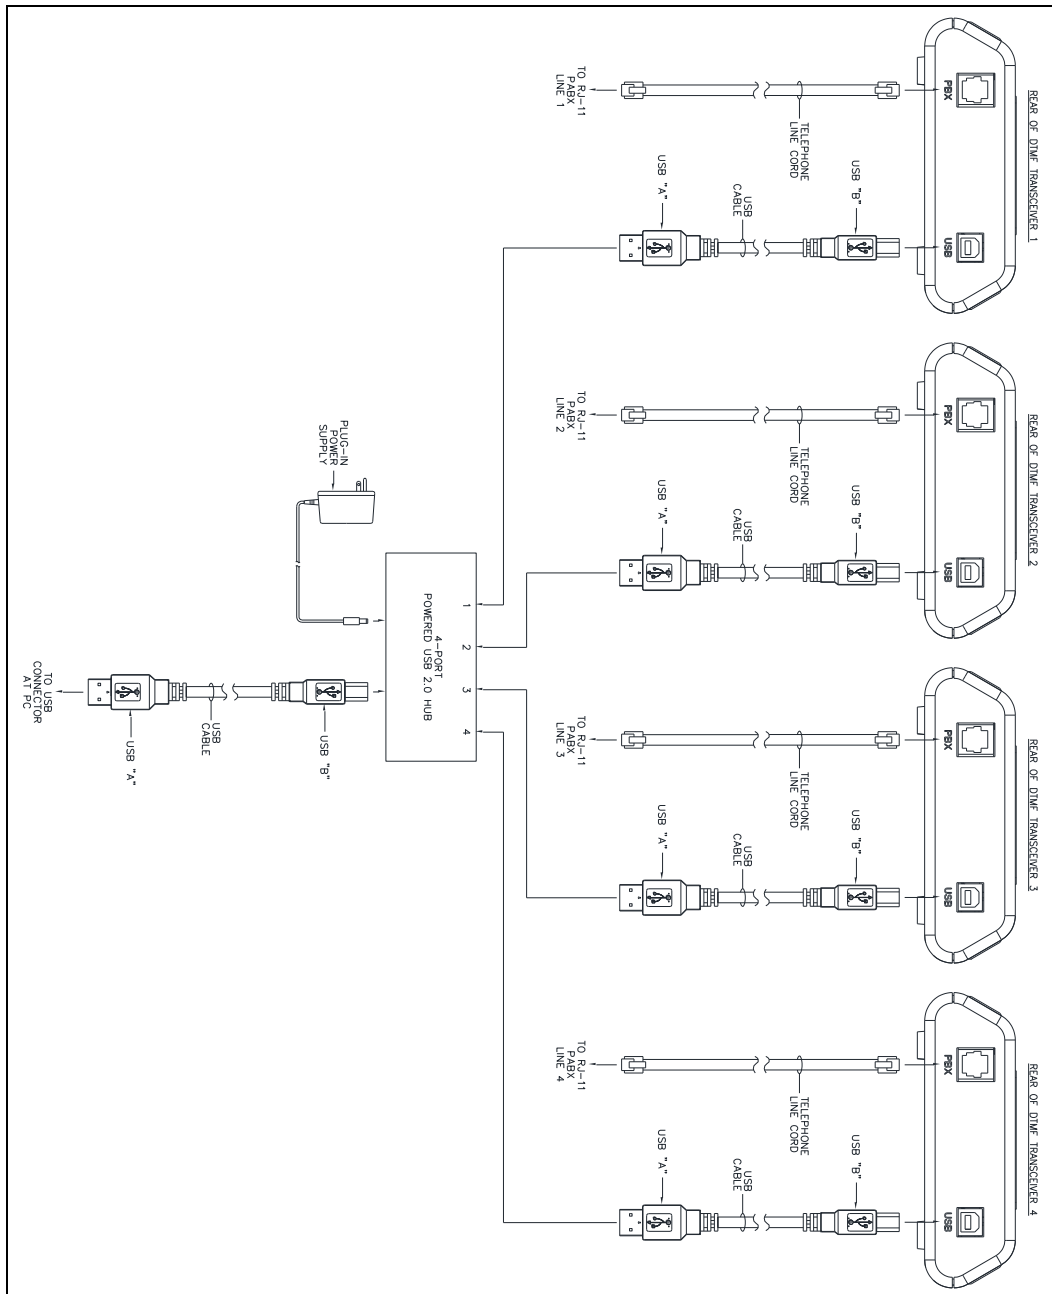 REAR OF DTMF TRANSCEIVER 1
PBX
USB
TELEPHONE
LINE CORD
TO RJ-11
PABX
LINE 1
USB "B"
USB
CABLE
USB "A"
REAR OF DTMF TRANSCEIVER 2
PBX
USB
TELEPHONE
LINE CORD
TO RJ-11
PABX
LINE 2
USB "B"
USB
CABLE
USB "A"
REAR OF DTMF TRANSCEIVER 3
PBX
USB
TELEPHONE
LINE CORD
TO RJ-11
PABX
LINE 3
USB "B"
USB
CABLE
USB "A"
REAR OF DTMF TRANSCEIVER 4
PBX
USB
TELEPHONE
LINE CORD
TO RJ-11
PABX
LINE 4
USB "B"
USB
CABLE
USB "A"
1
2
3
4
4-PORT
POWERED USB 2.0 HUB
PLUG-IN
POWER
SUPPLY
USB "B"
USB
CABLE
USB "A"
TO USB
CONNECTOR
AT PC